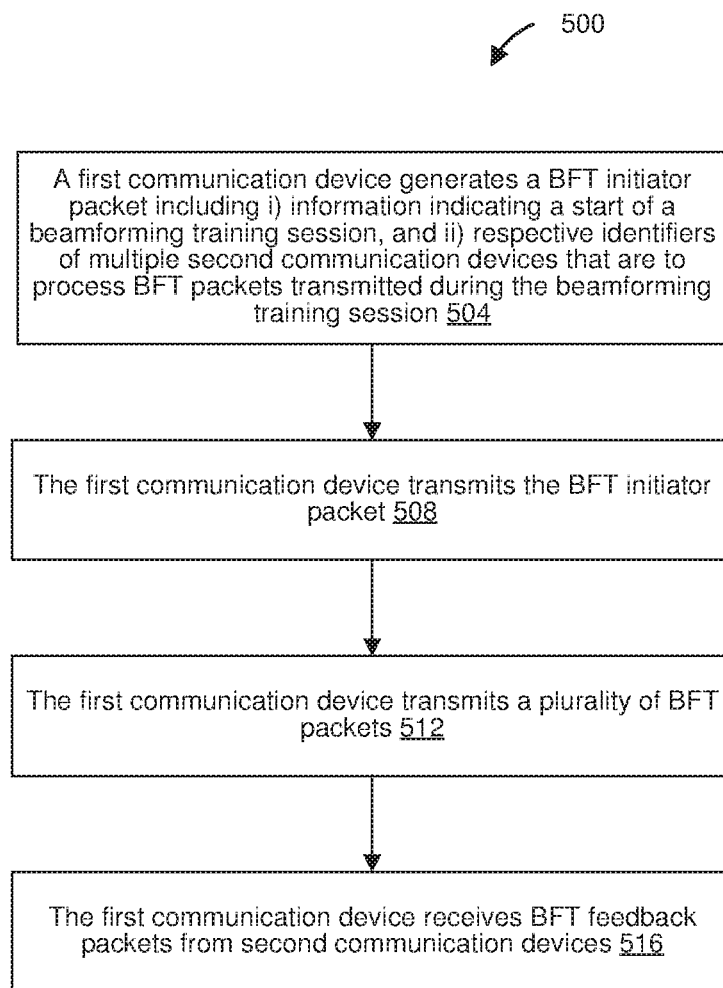 500
A first communication device generates a BFT initiator
packet including i) information indicating a start of a
beamforming training session, and ii) respective identifiers
of multiple second communication devices that are to
process BFT packets transmitted during the beamforming
training session 504
The first communication device transmits the BFT initiator
packet 508
The first communication device transmits a plurality of BFT
packets 512
The first communication device receives BFT feedback
packets from second communication devices 516